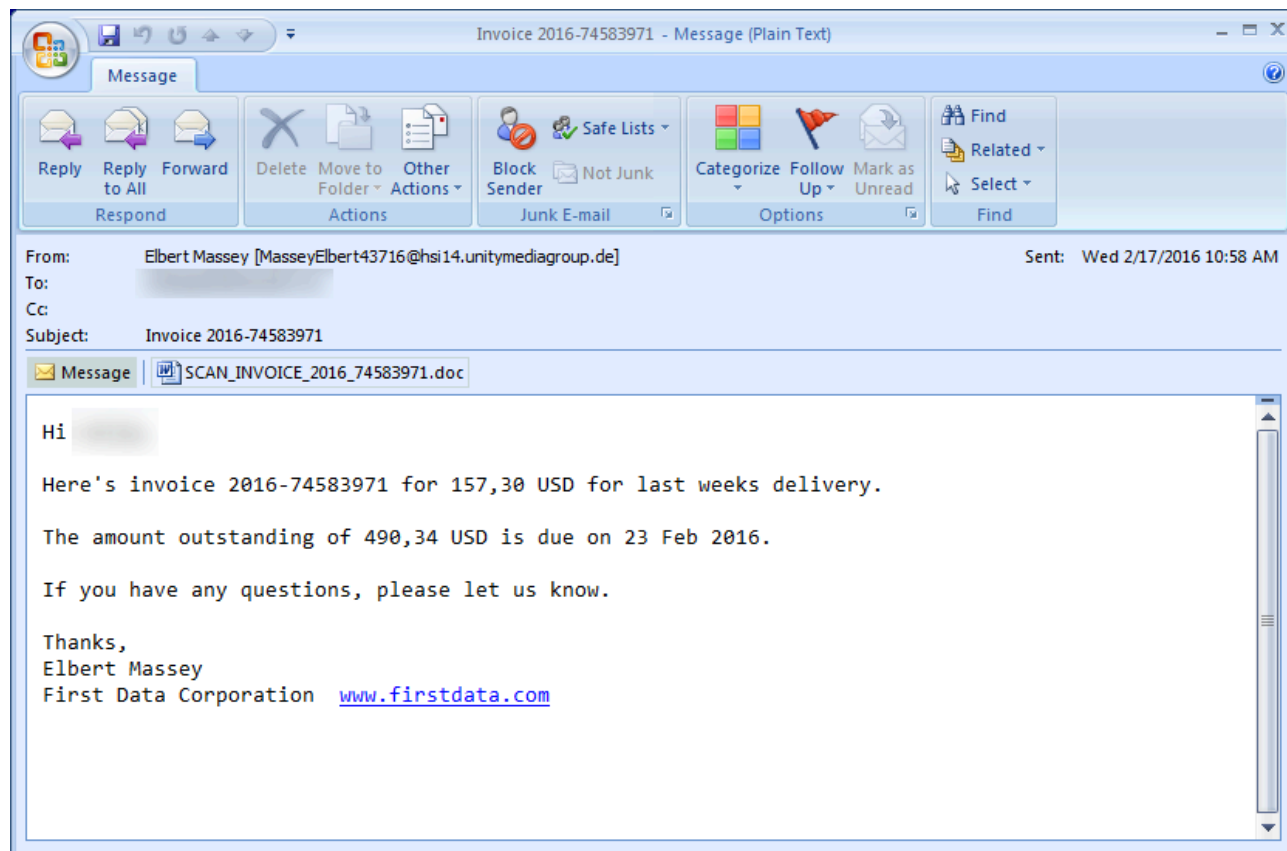 Invoice 2016-74583971 - Message (Plain Text)
Message
Reply
Reply to All
Forward
Respond
Delete
Move to Folder
Other Actions
Actions
Block Sender
Safe Lists
Not Junk
Junk E-mail
Categorize
Follow Up
Mark as Unread
Options
Find
Related
Select
Find
From: Elbert Massey [MasseyElbert43716@hsi14.unitymediagroup.de]
Sent: Wed 2/17/2016 10:58 AM
To:
Cc:
Subject: Invoice 2016-74583971
Message
SCAN_INVOICE_2016_74583971.doc
Hi
Here's invoice 2016-74583971 for 157,30 USD for last weeks delivery.
The amount outstanding of 490,34 USD is due on 23 Feb 2016.
If you have any questions, please let us know.
Thanks,
Elbert Massey
First Data Corporation www.firstdata.com